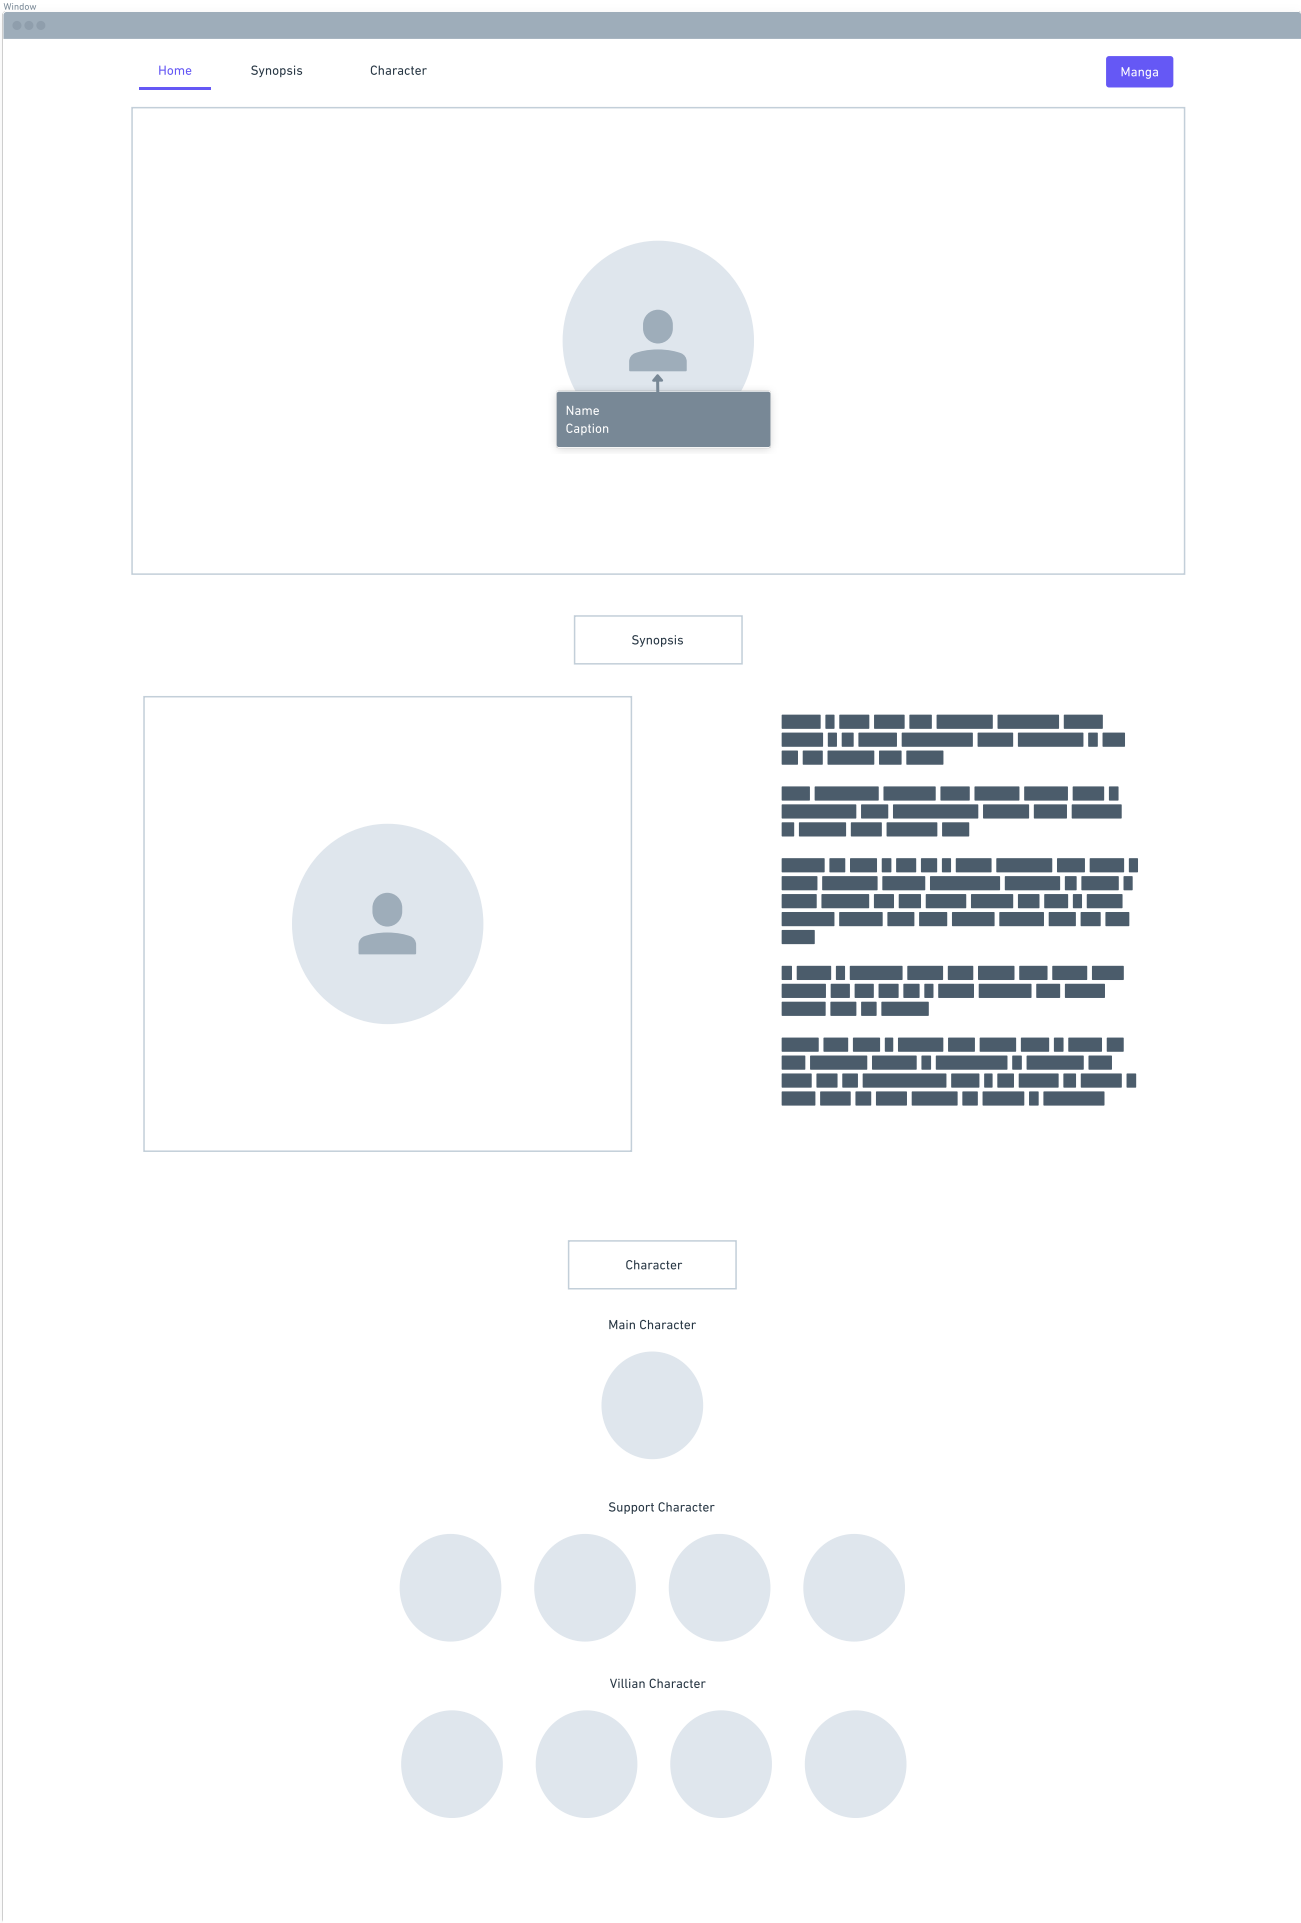 Window
Home
Synopsis
Character
Manga
Name
Caption
Synopsis
Character
Main Character
Support Character
Villian Character